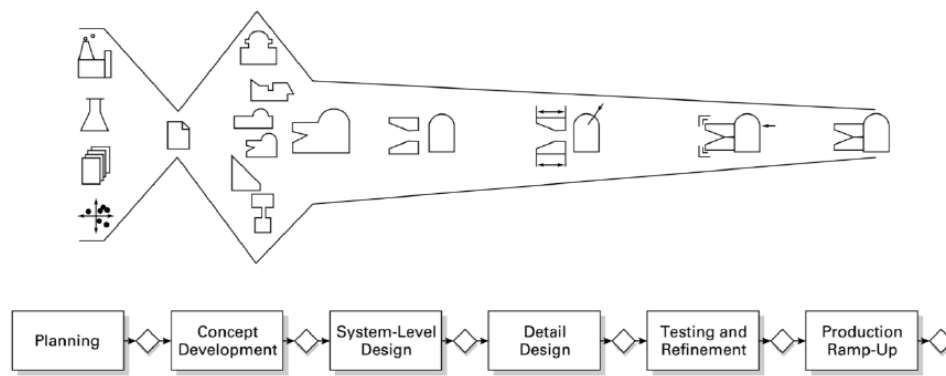 Planning
Concept
Development
System-Level
Design
Detail
Design
Testing and
Refinement
Production
Ramp-Up